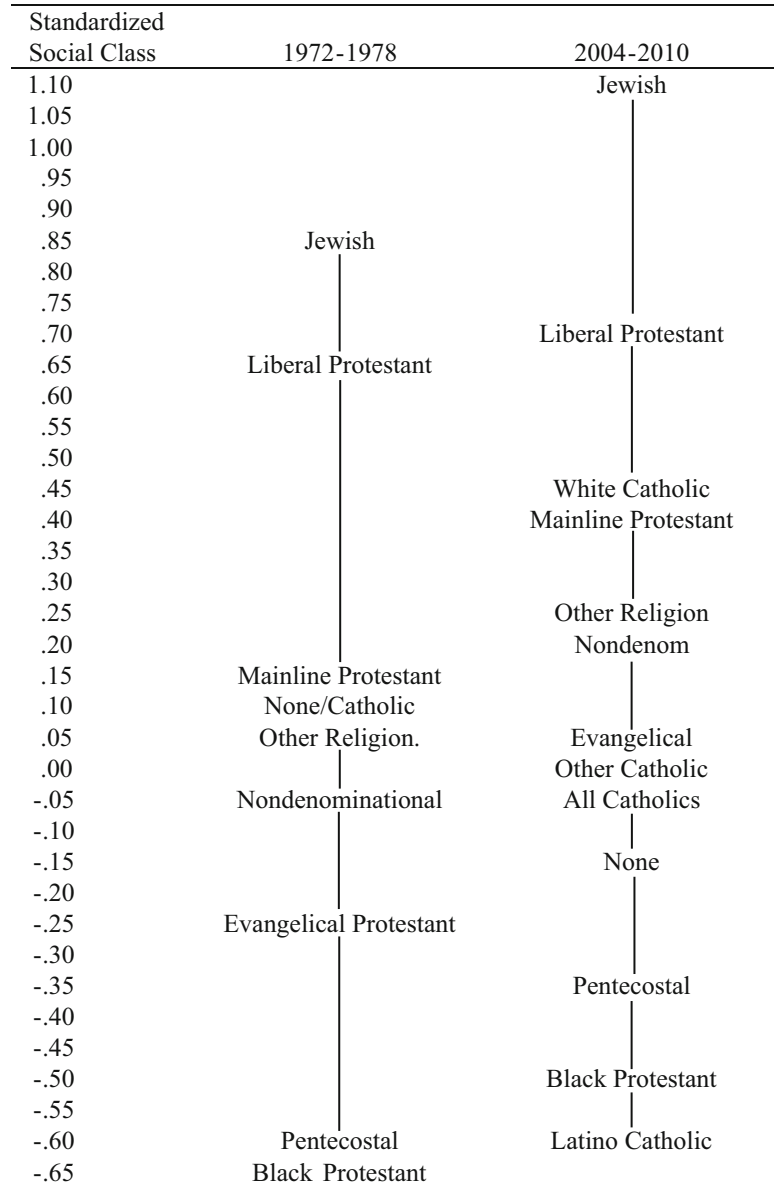 Standardized
Social Class 1972-1978 2004-2010
1.10 Jewish
1.05
1.00
.95
.90
.85 Jewish
.80
.75
.70 Liberal Protestant
.65 Liberal Protestant
.60
.55
.50
.45 White Catholic
.40 Mainline Protestant
.35
.30
.25 Other Religion
.20 Nondenom
.15 Mainline Protestant
.10 None/Catholic
.05 Other Religion. Evangelical
.00 Other Catholic
-.05 Nondenominational All Catholics
-.10
-.15 None
-.20
-.25 Evangelical Protestant
-.30
-.35 Pentecostal
-.40
-.45
-.50 Black Protestant
-.55
-.60 Pentecostal Latino Catholic
-.65 Black Protestant